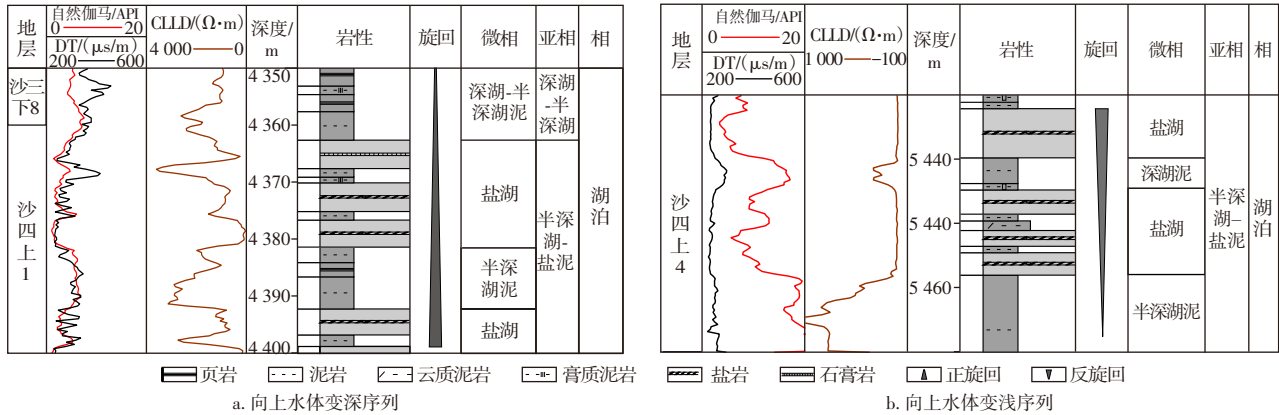 地层
自然伽马/API
0 20
DT/(μs/m)
200 600
CLLD/(Ω·m)
4 000 0
深度/m
岩性
旋回
微相
亚相
相
沙三下8
沙四上1
4 350
4 360
4 370
4 380
4 390
4 400
深湖-半深湖泥
盐湖
半深湖泥
盐湖
深湖-半深湖
半深湖-盐泥
湖泊
地层
自然伽马/API
0 20
DT/(μs/m)
200 600
CLLD/(Ω·m)
1 000 -100
深度/m
岩性
旋回
微相
亚相
相
沙四上4
5 440
5 440
5 460
盐湖
深湖泥
盐湖
半深湖泥
半深湖-盐泥
湖泊
页岩 泥岩 云质泥岩 膏质泥岩 盐岩 石膏岩 正旋回 反旋回
a. 向上水体变深序列
b. 向上水体变浅序列